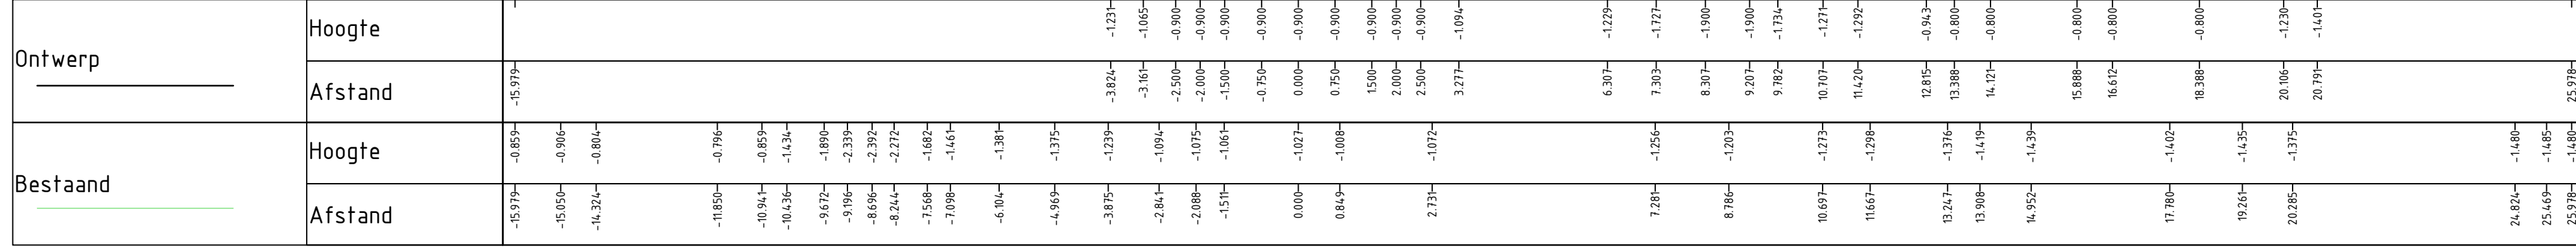 Ontwerp
Hoogte
-1.231 -1.065 -0.900 -0.900 -0.900 -0.900 -0.900 -0.900 -0.900 -0.900 -0.900 -1.094 -1.229 -1.727 -1.900 -1.900 -1.734 -1.271 -1.292 -0.943 -0.800 -0.800 -0.800 -0.800 -0.800 -1.230 -1.401
Afstand
-15.979 -3.824 -3.161 -2.500 -2.000 -1.500 -0.750 0.000 0.750 1.500 2.000 2.500 3.277 6.307 7.303 8.307 9.207 9.782 10.707 11.420 12.815 13.388 14.121 15.888 16.612 18.388 20.106 20.791 25.978
Bestaand
Hoogte
-0.859 -0.906 -0.804 -0.796 -0.859 -1.434 -1.890 -2.339 -2.392 -2.272 -1.682 -1.461 -1.381 -1.375 -1.239 -1.094 -1.075 -1.061 -1.027 -1.008 -1.072 -1.256 -1.203 -1.273 -1.298 -1.376 -1.419 -1.439 -1.402 -1.435 -1.375 -1.480 -1.485 -1.480
Afstand
-15.979 -15.050 -14.324 -11.850 -10.941 -10.436 -9.672 -9.196 -8.696 -8.244 -7.568 -7.098 -6.104 -4.969 -3.875 -2.841 -2.088 -1.511 0.000 0.849 2.731 7.281 8.786 10.697 11.667 13.247 13.908 14.952 17.780 19.261 20.285 24.824 25.469 25.978